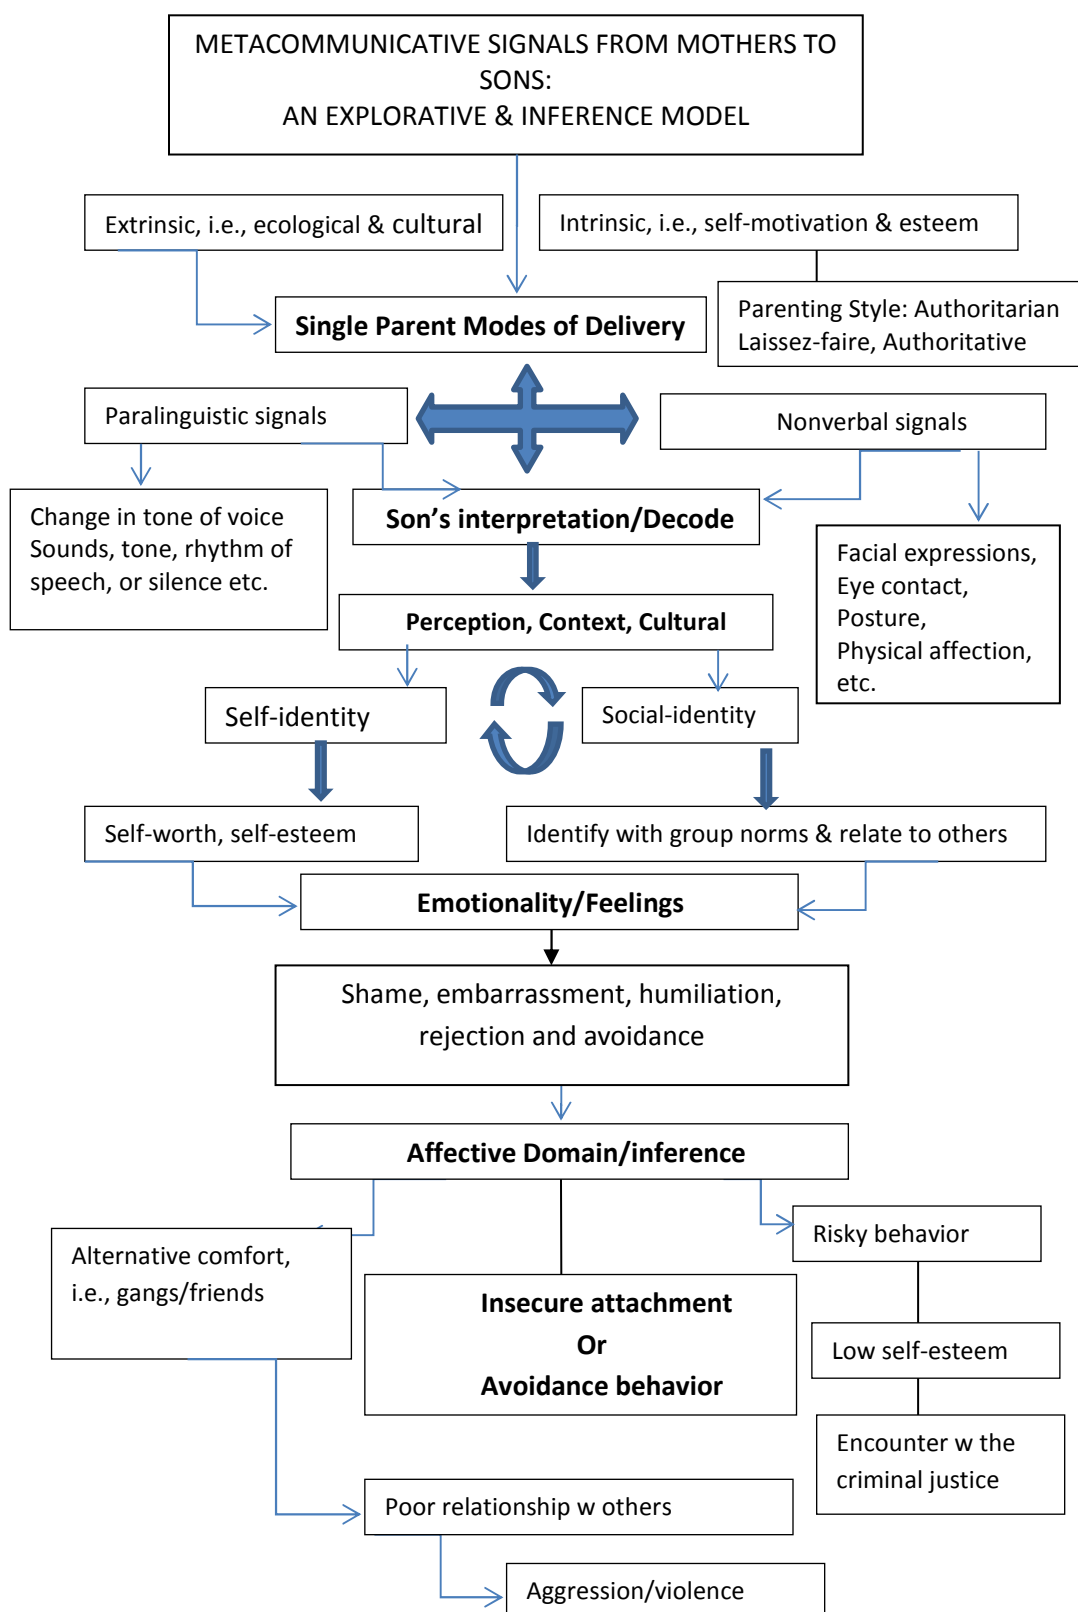 METACOMMUNICATIVE SIGNALS FROM MOTHERS TO
SONS:
AN EXPLORATIVE & INFERENCE MODEL
Extrinsic, i.e., ecological & cultural
Intrinsic, i.e., self-motivation & esteem
Single Parent Modes of Delivery
Parenting Style: Authoritarian
Laissez-faire, Authoritative
Paralinguistic signals
Nonverbal signals
Change in tone of voice
Sounds, tone, rhythm of
speech, or silence etc.
Son's interpretation/Decode
Facial expressions,
Eye contact,
Posture,
Physical affection,
etc.
Perception, Context, Cultural
Self-identity
Social-identity
Self-worth, self-esteem
Identify with group norms & relate to others
Emotionality/Feelings
Shame, embarrassment, humiliation,
rejection and avoidance
Affective Domain/inference
Alternative comfort,
i.e., gangs/friends
Risky behavior
Insecure attachment
Or
Avoidance behavior
Low self-esteem
Encounter w the
criminal justice
Poor relationship w others
Aggression/violence